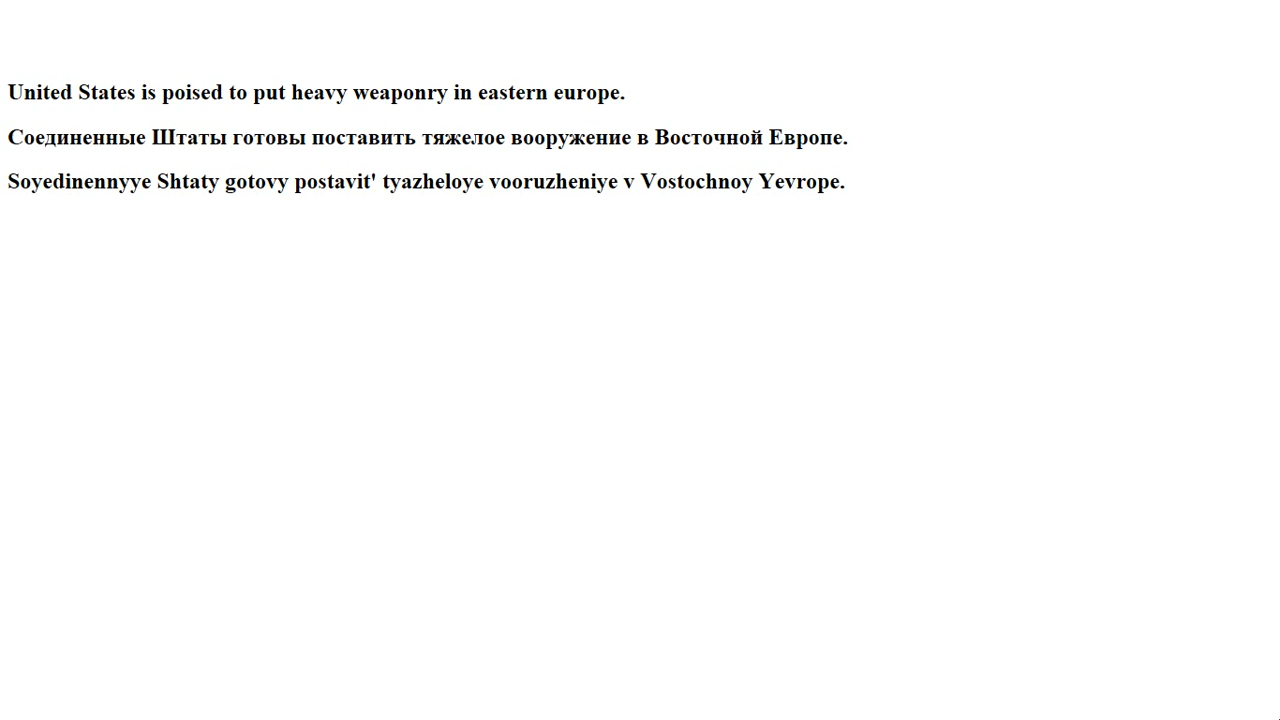 United States is poised to put heavy weaponry in eastern europe.
Соединенные Штаты готовы поставить тяжелое вооружение в Восточной Европе.
Soyedinennyye Shtaty gotovy postavit' tyazheloye vooruzheniye v Vostochnoy Yevrope.